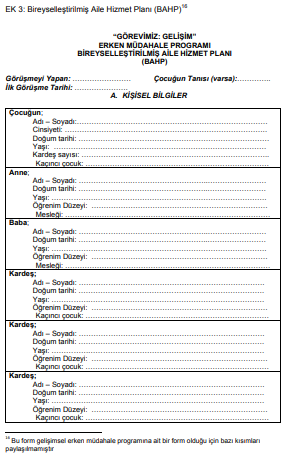 EK 3: Bireyselleştirilmiş Aile Hizmet Planı (BAHP)16
“GÖREVİMİZ: GELİŞİM”
ERKEN MÜDAHALE PROGRAMI
BİREYSELLEŞTİRİLMİŞ AİLE HİZMET PLANI
(BAHP)
Görüşmeyi Yapan: ........................ Çocuğun Tanısı (varsa):..............
İlk Görüşme Tarihi: ........................
A. KİŞİSEL BİLGİLER
Çocuğun;
Adı – Soyadı:........................
Cinsiyeti: ........................
Doğum tarihi: ........................
Yaşı: ........................
Kardeş sayısı: ........................
Kaçıncı çocuk: ........................
Anne;
Adı – Soyadı: ........................
Doğum tarihi: ........................
Yaşı: ........................
Öğrenim Düzeyi: ........................
Mesleği: ........................
Baba;
Adı – Soyadı: ........................
Doğum tarihi: ........................
Yaşı: ........................
Öğrenim Düzeyi: ........................
Mesleği: ........................
Kardeş;
Adı – Soyadı: ........................
Doğum tarihi: ........................
Yaşı: ........................
Öğrenim Düzeyi: ........................
Kaçıncı çocuk: ........................
Kardeş;
Adı – Soyadı: ........................
Doğum tarihi: ........................
Yaşı: ........................
Öğrenim Düzeyi: ........................
Kaçıncı çocuk: ........................
Kardeş;
Adı – Soyadı: ........................
Doğum tarihi: ........................
Yaşı: ........................
Öğrenim Düzeyi: ........................
Kaçıncı çocuk: ........................
16 Bu form gelişimsel erken müdahale programına ait bir form olduğu için bazı kısımları
paylaşılmamıştır